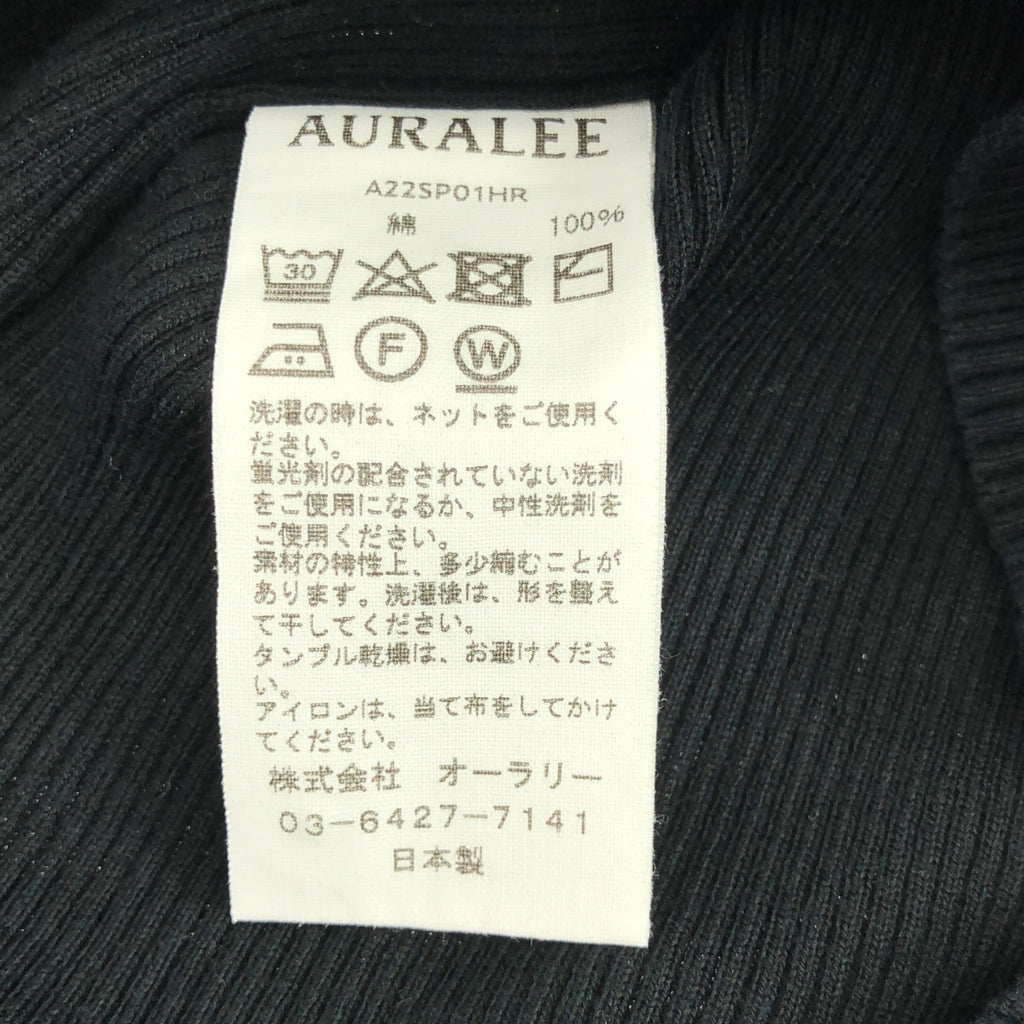 AURALEE
A22SP01HR
綿 100%
30
F W
洗濯の時は、ネットをご使用く
ださい。
蛍光剤の配合されていない洗剤
をご使用になるか、中性洗剤を
ご使用ください。
素材の特性上、多少縮むことが
あります。洗濯後は、形を整え
て干してください。
タンブル乾燥は、お避けくださ
い。
アイロンは、当て布をしてかけ
てください。
株式会社 オーラリー
03-6427-7141
日本製